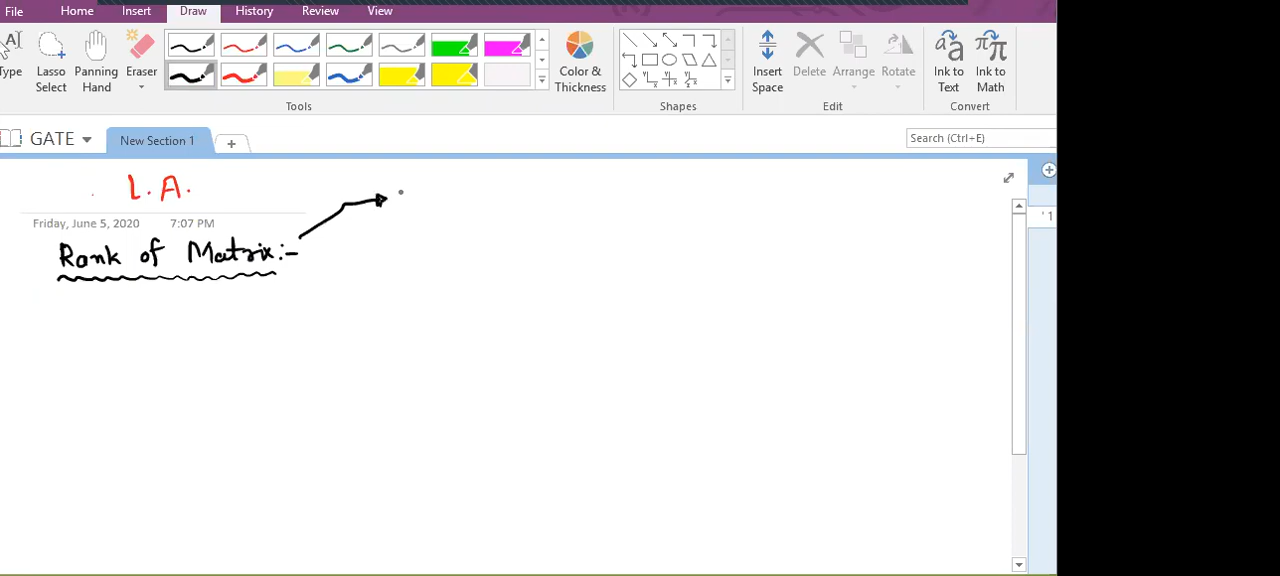 File Home Insert Draw History Review View
Type Lasso Select Panning Hand Eraser Color & Thickness Insert Space Delete Arrange Rotate Ink to Text Ink to Math
Tools Shapes Edit Convert
GATE New Section 1 + Search (Ctrl+E)
L.A.
Friday, June 5, 2020 7:07 PM
Rank of Matrix:-